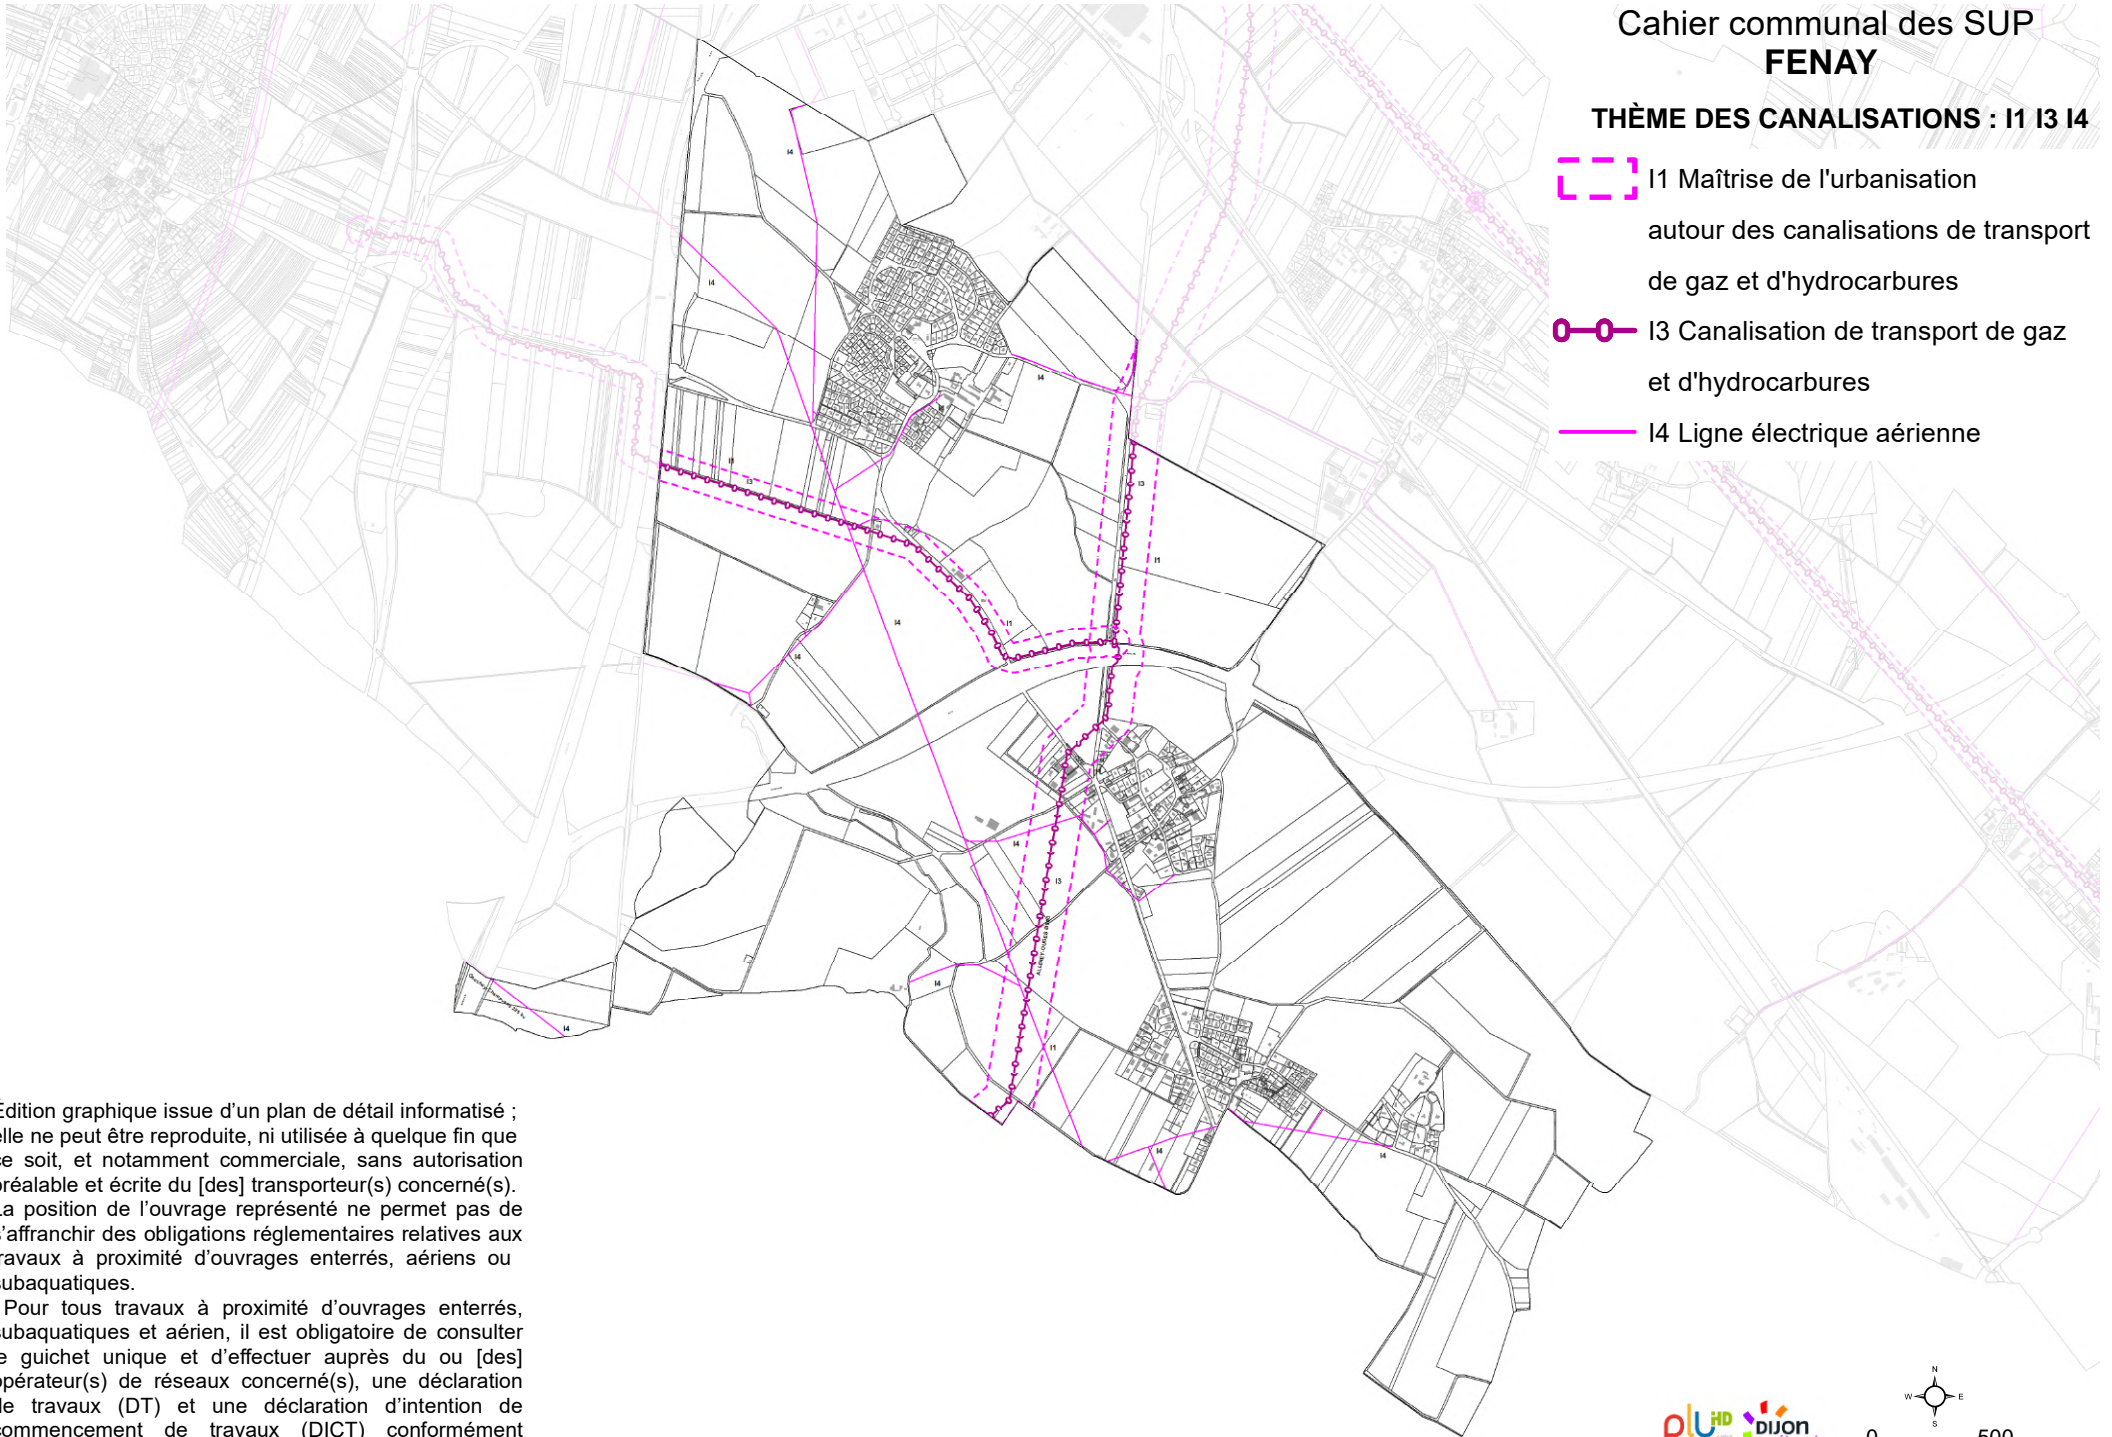 Cahier communal des SUP
FENAY
THÈME DES CANALISATIONS : I1 I3 I4
I1 Maîtrise de l'urbanisation
autour des canalisations de transport
de gaz et d'hydrocarbures
I3 Canalisation de transport de gaz
et d'hydrocarbures
I4 Ligne électrique aérienne
I4
I4
I4
I1
I3
I3
I1
I4
I1
I4
I4
I3
I4
I1
I4
I4
I4
Édition graphique issue d’un plan de détail informatisé ;
elle ne peut être reproduite, ni utilisée à quelque fin que
ce soit, et notamment commerciale, sans autorisation
préalable et écrite du [des] transporteur(s) concerné(s).
La position de l’ouvrage représenté ne permet pas de
s’affranchir des obligations réglementaires relatives aux
travaux à proximité d’ouvrages enterrés, aériens ou
subaquatiques.
Pour tous travaux à proximité d’ouvrages enterrés,
subaquatiques et aérien, il est obligatoire de consulter
le guichet unique et d’effectuer auprès du ou [des]
opérateur(s) de réseaux concerné(s), une déclaration
de travaux (DT) et une déclaration d’intention de
commencement de travaux (DICT) conformément
N
W E
S
pLU HD DIJON
0 500